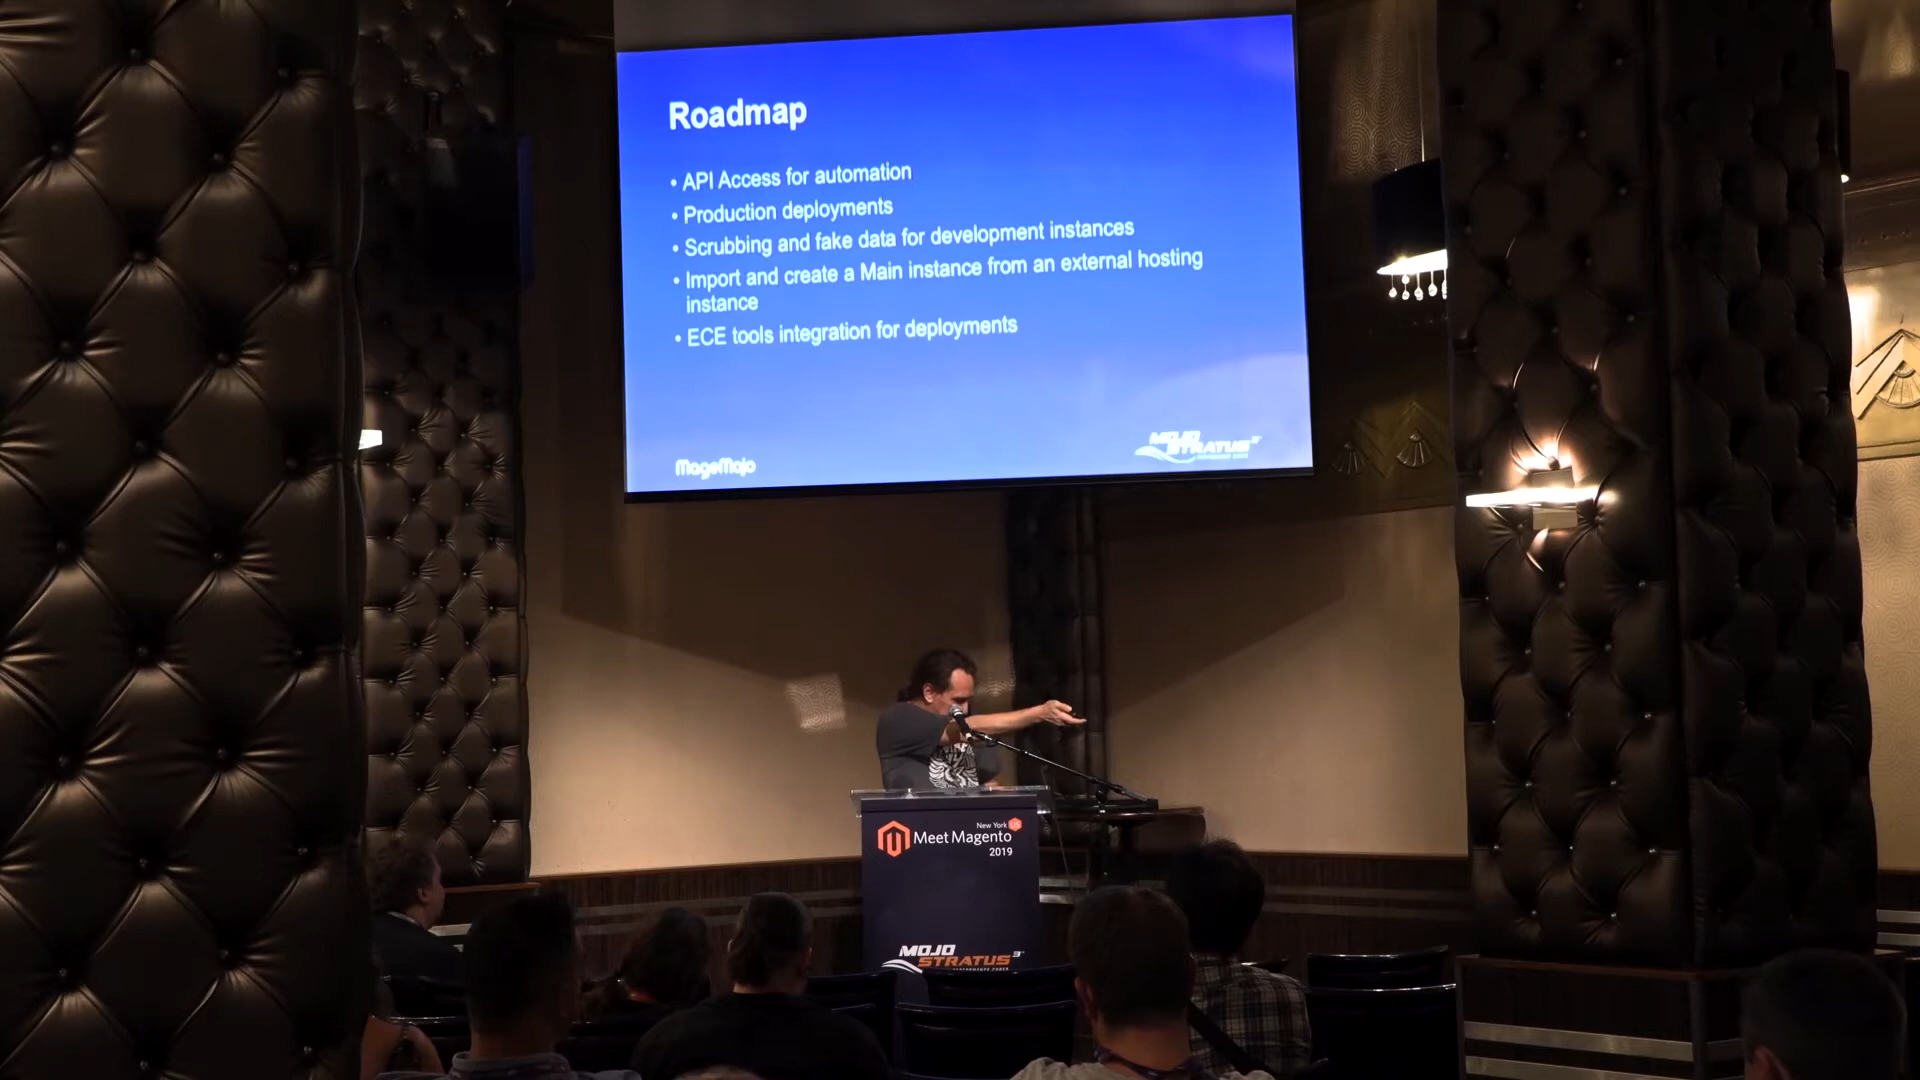 Roadmap
• API Access for automation
• Production deployments
• Scrubbing and fake data for development instances
• Import and create a Main instance from an external hosting
instance
• ECE tools integration for deployments
MageMojo
MOJO
STRATUS
New York US
Meet Magento
2019
MOJO
STRATUS 3